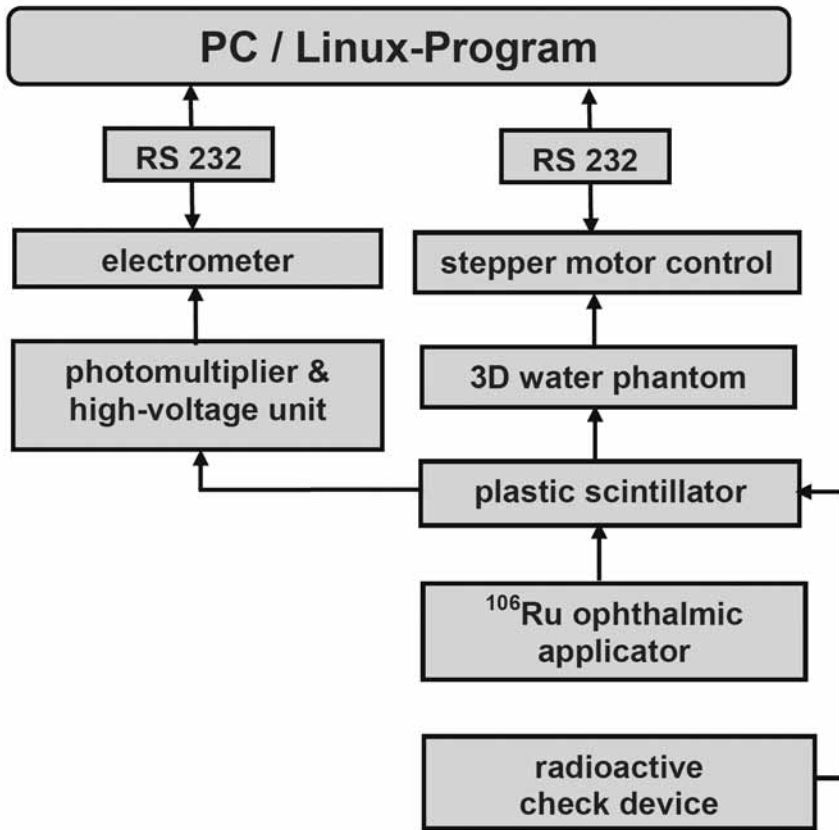 PC / Linux-Program
RS 232
RS 232
electrometer
stepper motor control
photomultiplier &
high-voltage unit
3D water phantom
plastic scintillator
¹⁰⁶Ru ophthalmic
applicator
radioactive
check device